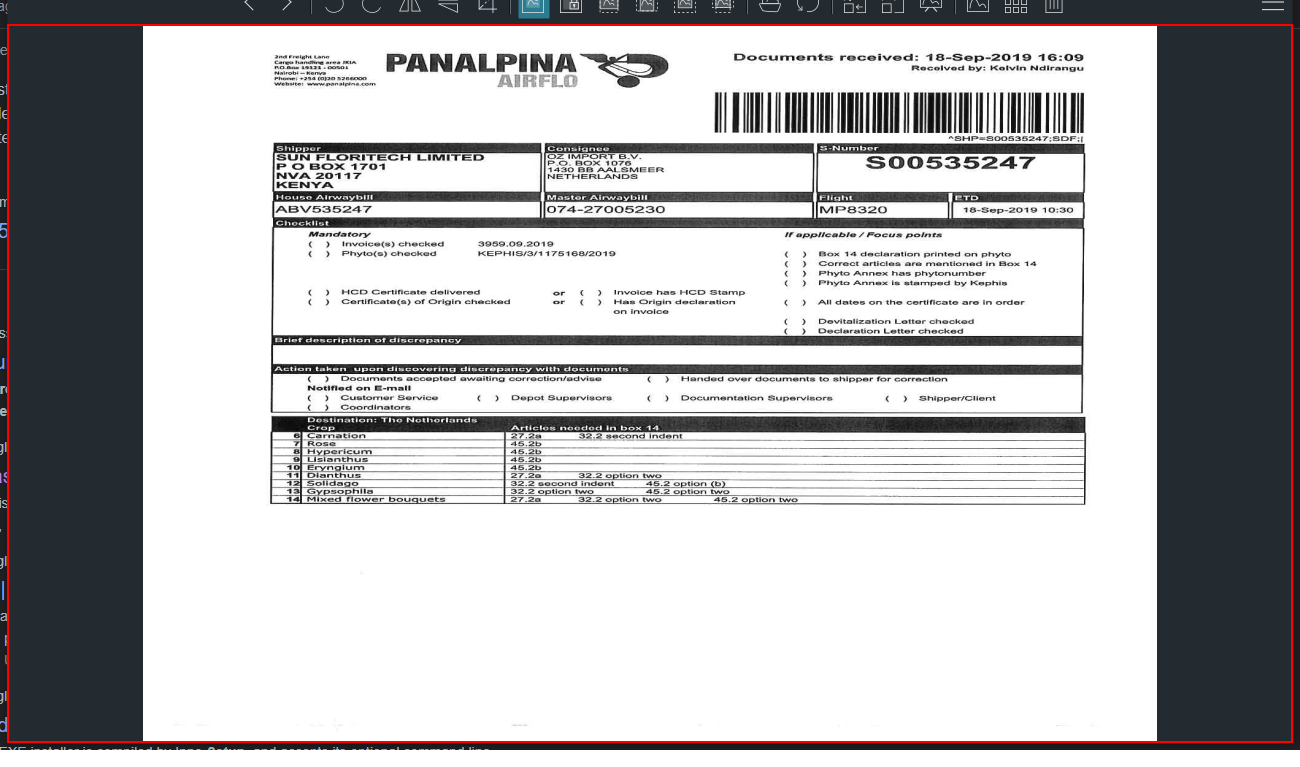 2nd Freight Lane
Cargo handling area JKIA
P.O.Box 19121 - 00501
Nairobi – Kenya
Phone: +254 (0)20 5266000
Website: www.panalpina.com
PANALPINA
AIRFLO
Documents received: 18-Sep-2019 16:09
Received by: Kelvin Ndirangu
^SHP=S00535247;SDF;|
Shipper Consignee S-Number
SUN FLORITECH LIMITED
P O BOX 1701
NVA 20117
KENYA
OZ IMPORT B.V.
P.O. BOX 1076
1430 BB AALSMEER
NETHERLANDS
S00535247
House Airwaybill Master Airwaybill Flight ETD
ABV535247 074-27005230 MP8320 18-Sep-2019 10:30
Checklist
Mandatory If applicable / Focus points
( ) Invoice(s) checked 3959.09.2019
( ) Phyto(s) checked KEPHIS/3/1175168/2019 ( ) Box 14 declaration printed on phyto
( ) Correct articles are mentioned in Box 14
( ) Phyto Annex has phytonumber
( ) Phyto Annex is stamped by Kephis
( ) HCD Certificate delivered or ( ) Invoice has HCD Stamp
( ) Certificate(s) of Origin checked or ( ) Has Origin declaration ( ) All dates on the certificate are in order
on invoice
( ) Devitalization Letter checked
( ) Declaration Letter checked
Brief description of discrepancy
Action taken upon discovering discrepancy with documents
( ) Documents accepted awaiting correction/advise ( ) Handed over documents to shipper for correction
Notified on E-mail
( ) Customer Service ( ) Depot Supervisors ( ) Documentation Supervisors ( ) Shipper/Client
( ) Coordinators
Destination: The Netherlands
Crop Articles needed in box 14
6 Carnation 27.2a 32.2 second indent
7 Rose 45.2b
8 Hypericum 45.2b
9 Lisianthus 45.2b
10 Eryngium 45.2b
11 Dianthus 27.2a 32.2 option two
12 Solidago 32.2 second indent 45.2 option (b)
13 Gypsophila 32.2 option two 45.2 option two
14 Mixed flower bouquets 27.2a 32.2 option two 45.2 option two